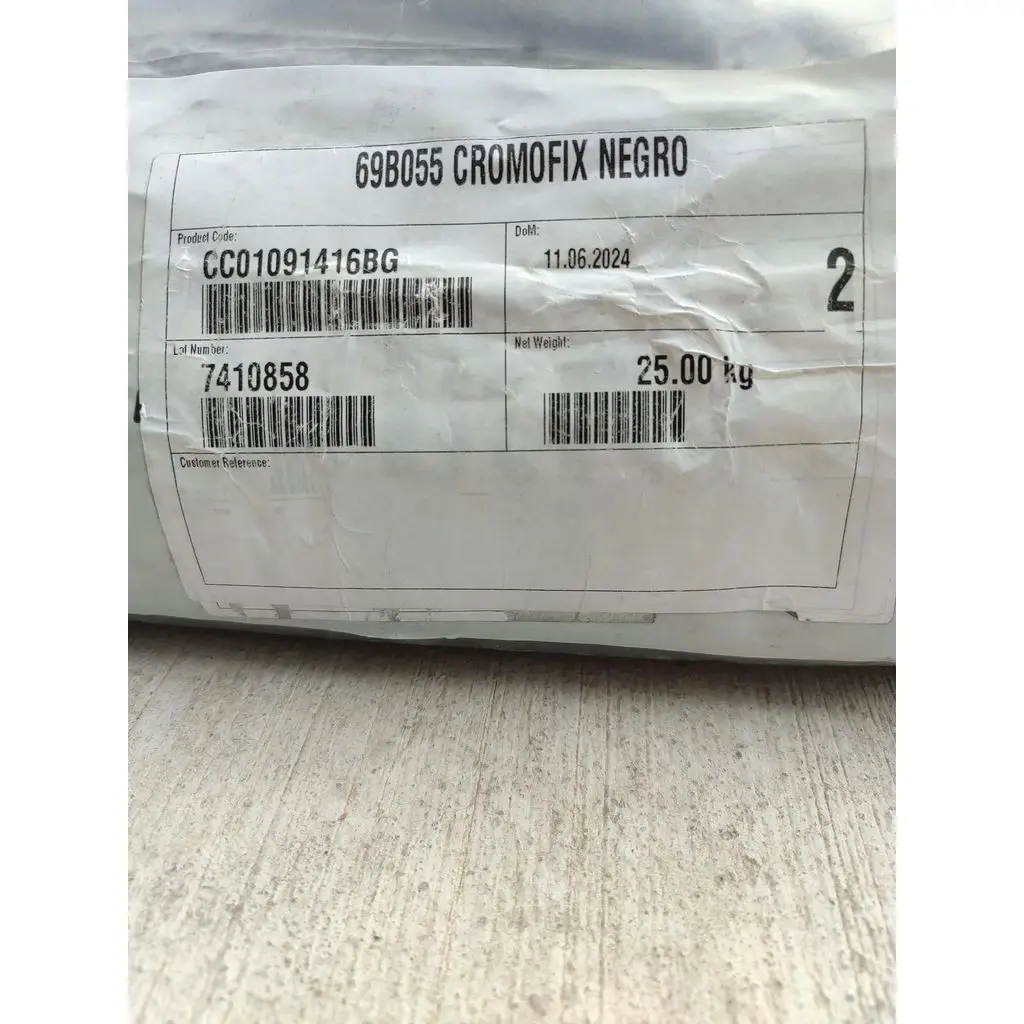 69B055 CROMOFIX NEGRO
Product Code:
CC01091416BG
DoM:
11.06.2024
2
Lot Number:
7410858
Net Weight:
25.00 kg
Customer Reference: